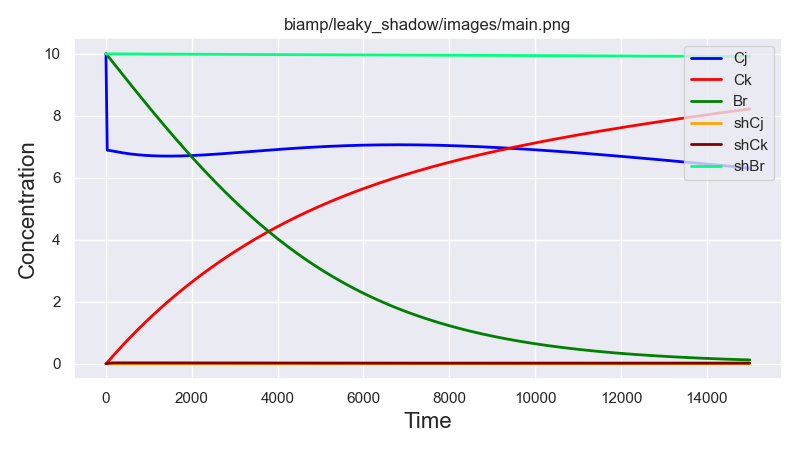 biamp/leaky_shadow/images/main.png
10
8
6
4
2
0
Concentration
Cj
Ck
Br
shCj
shCk
shBr
0 2000 4000 6000 8000 10000 12000 14000
Time